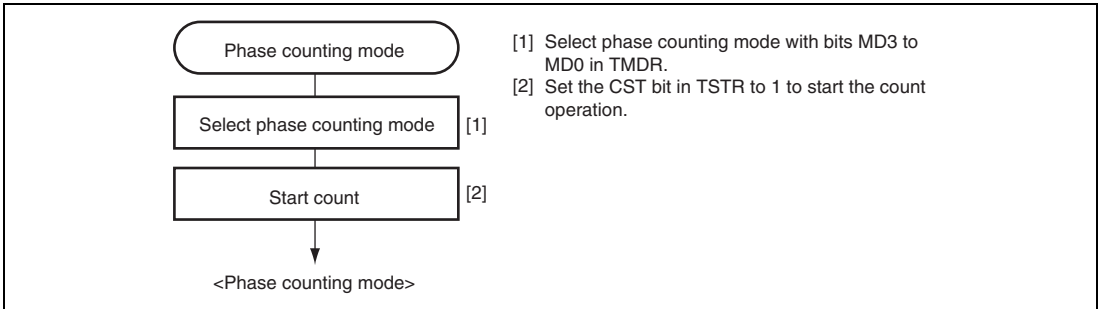 Phase counting mode
Select phase counting mode [1]
Start count [2]
<Phase counting mode>
[1] Select phase counting mode with bits MD3 to
MD0 in TMDR.
[2] Set the CST bit in TSTR to 1 to start the count
operation.